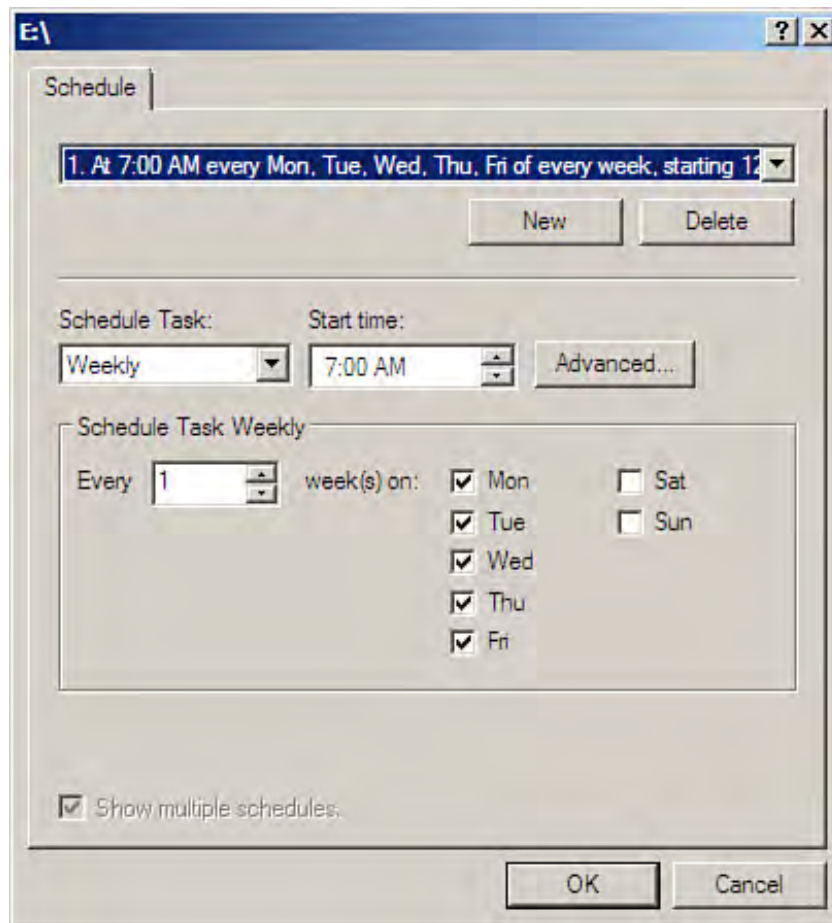 E:\
Schedule
1. At 7:00 AM every Mon, Tue, Wed, Thu, Fri of every week, starting 12
New Delete
Schedule Task: Start time:
Weekly 7:00 AM Advanced...
Schedule Task Weekly
Every 1 week(s) on: Mon Sat
Tue Sun
Wed
Thu
Fri
Show multiple schedules.
OK Cancel